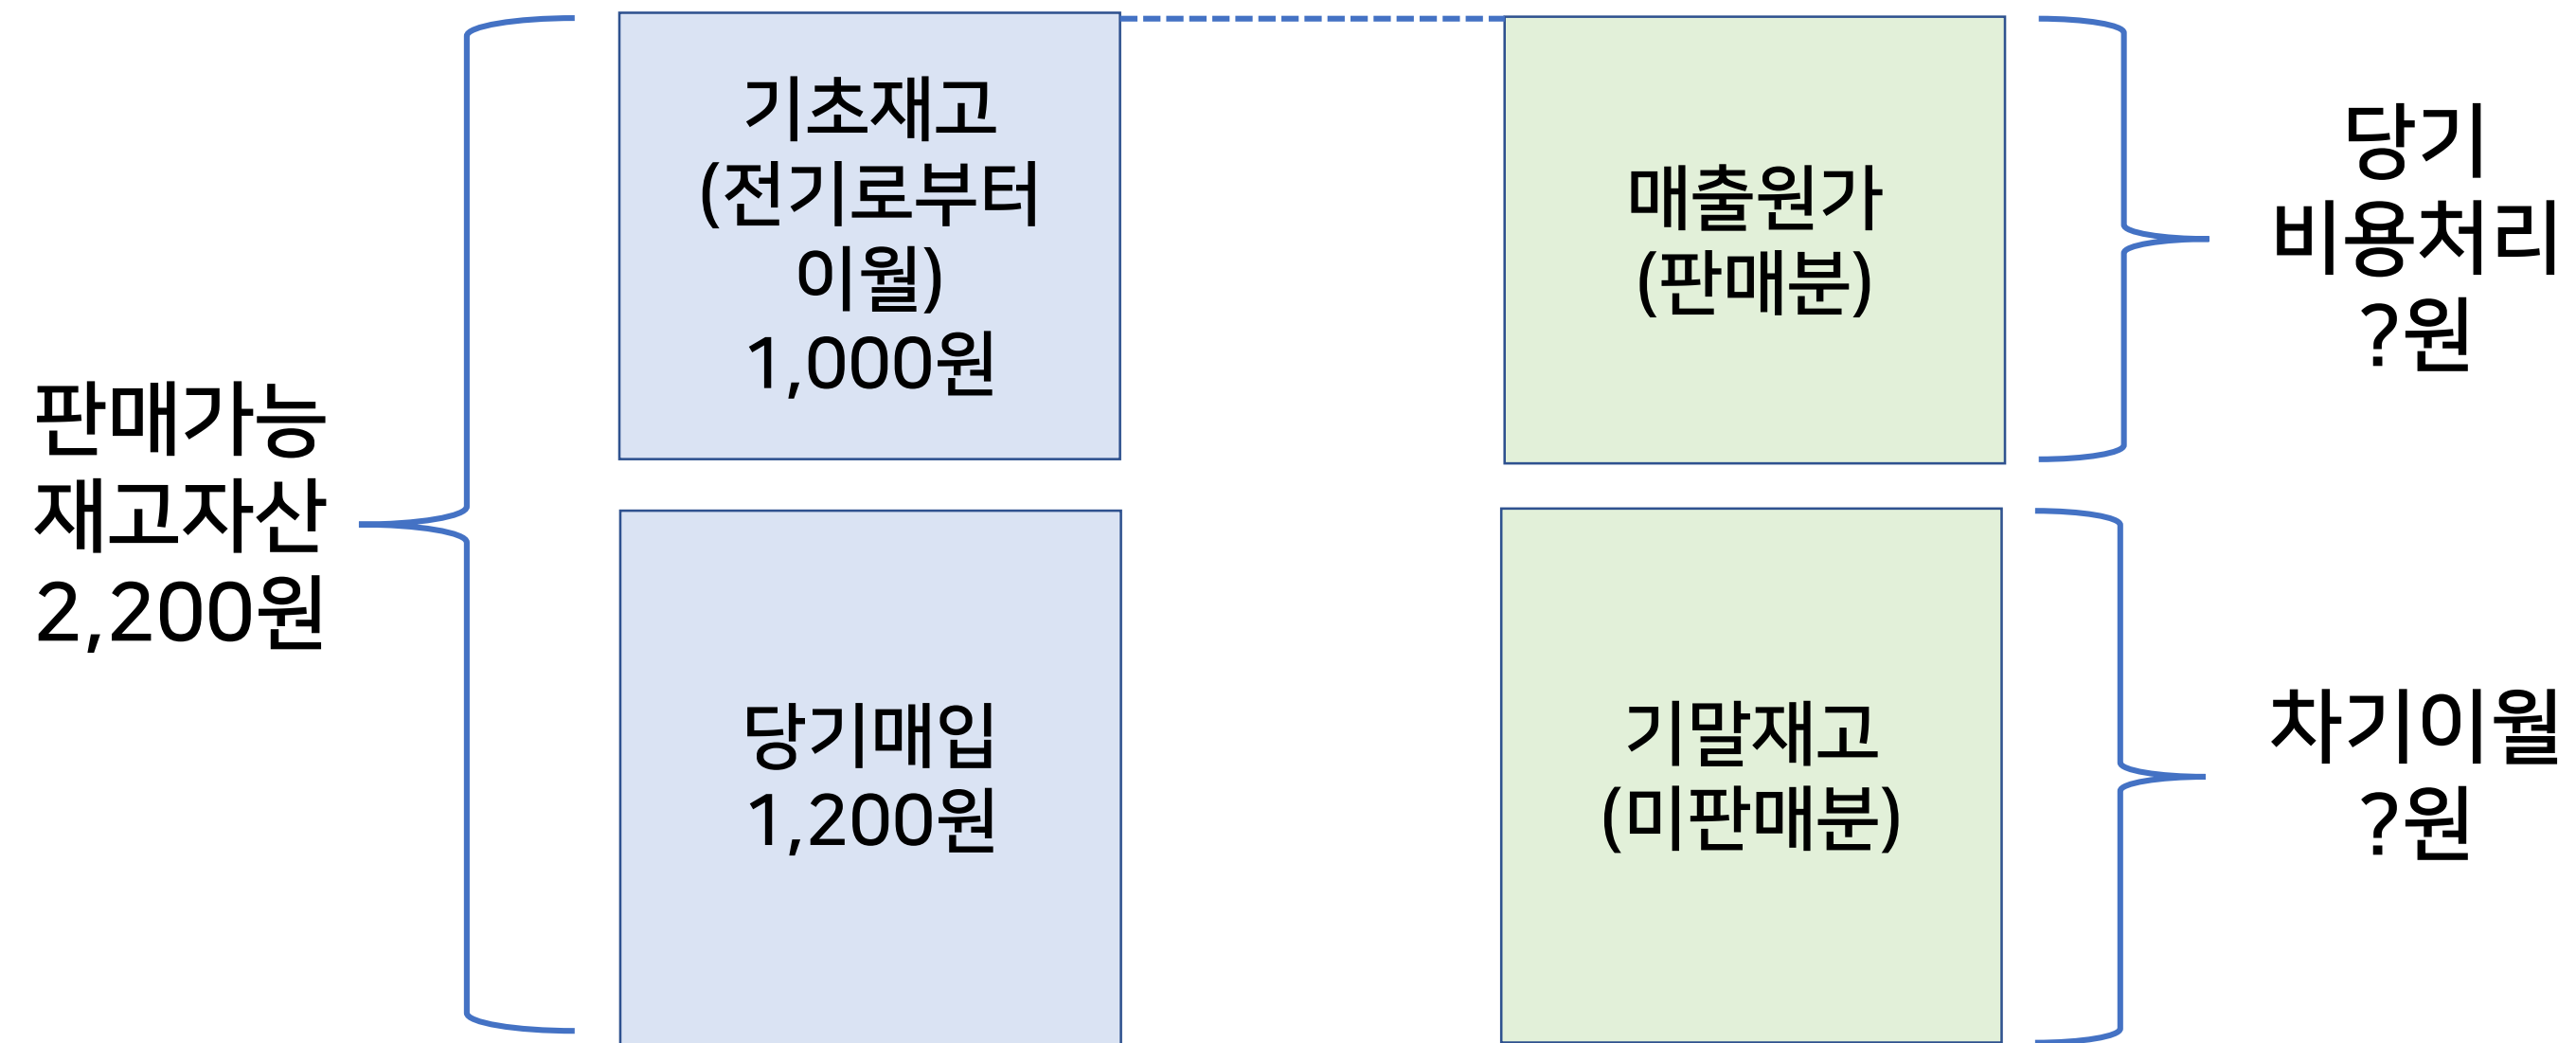 판매가능
재고자산
2,200원
기초재고
(전기로부터
이월)
1,000원
당기매입
1,200원
매출원가
(판매분)
기말재고
(미판매분)
당기
비용처리
?원
차기이월
?원